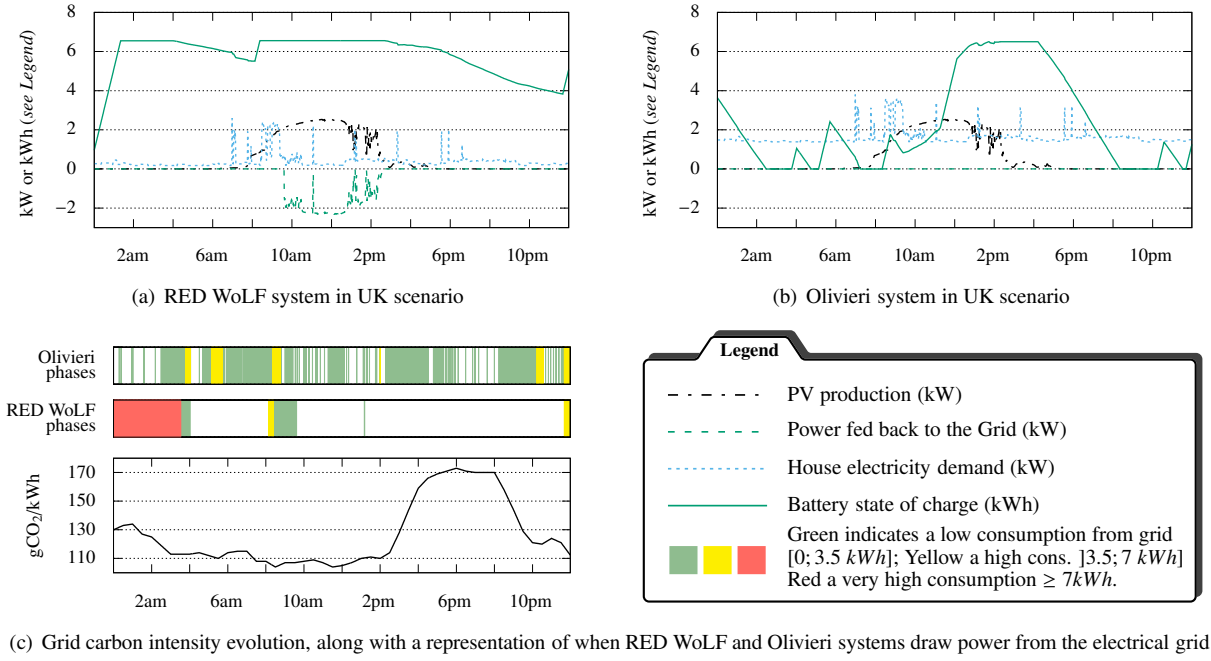 kW or kWh (see Legend)
8
6
4
2
0
−2
2am 6am 10am 2pm 6pm 10pm
(a) RED WoLF system in UK scenario
kW or kWh (see Legend)
8
6
4
2
0
−2
2am 6am 10am 2pm 6pm 10pm
(b) Olivieri system in UK scenario
Olivieri
phases
RED WoLF
phases
gCO₂/kWh
170
150
130
110
2am 6am 10am 2pm 6pm 10pm
Legend
PV production (kW)
Power fed back to the Grid (kW)
House electricity demand (kW)
Battery state of charge (kWh)
Green indicates a low consumption from grid
[0; 3.5 kWh]; Yellow a high cons. ]3.5; 7 kWh]
Red a very high consumption ≥ 7kWh.
(c) Grid carbon intensity evolution, along with a representation of when RED WoLF and Olivieri systems draw power from the electrical grid